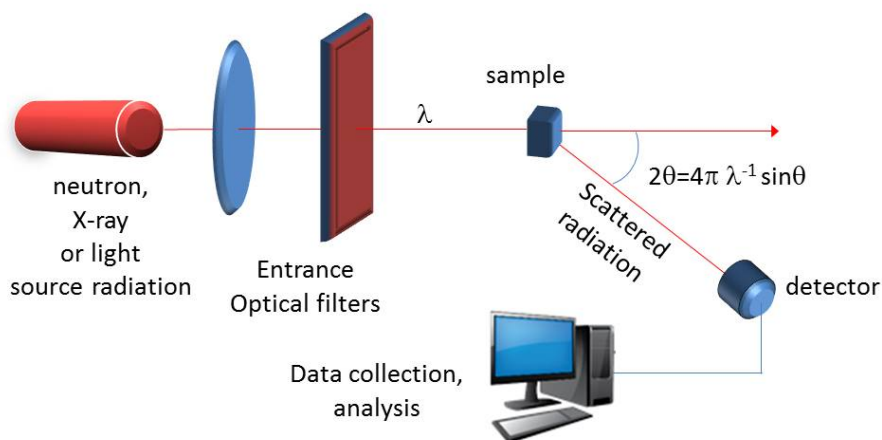 neutron,
X-ray
or light
source radiation
Entrance
Optical filters
λ
sample
2θ=4π λ⁻¹ sinθ
Scattered
radiation
detector
Data collection,
analysis